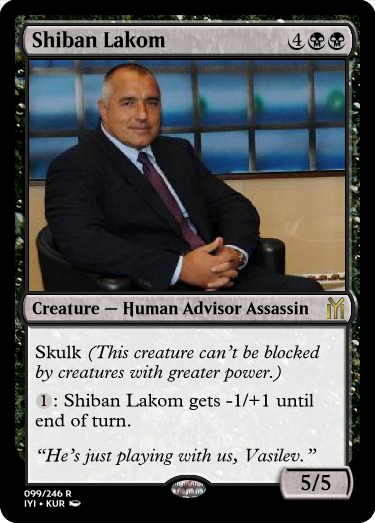 Shiban Lakom 4
Creature — Human Advisor Assassin
Skulk (This creature can't be blocked
by creatures with greater power.)
1 : Shiban Lakom gets -1/+1 until
end of turn.
“He's just playing with us, Vasilev.”
5/5
099/246 R
IYI • KUR